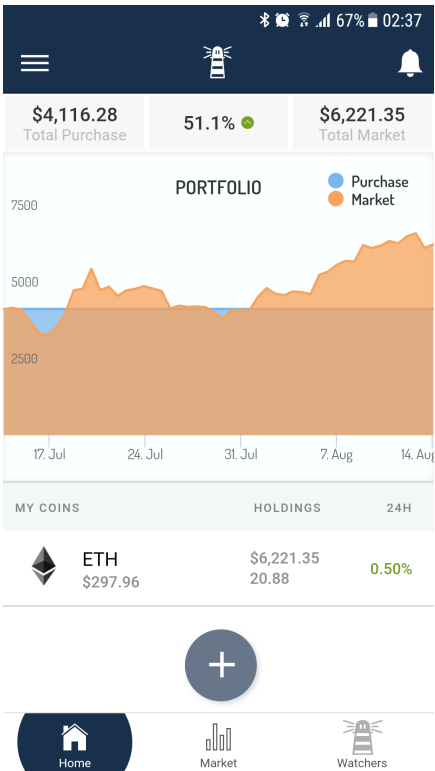 67% 02:37
$4,116.28
Total Purchase
51.1%
$6,221.35
Total Market
PORTFOLIO
Purchase
Market
7500
5000
2500
17. Jul 24. Jul 31. Jul 7. Aug 14. Aug
MY COINS HOLDINGS 24H
ETH
$297.96
$6,221.35
20.88
0.50%
Home Market Watchers